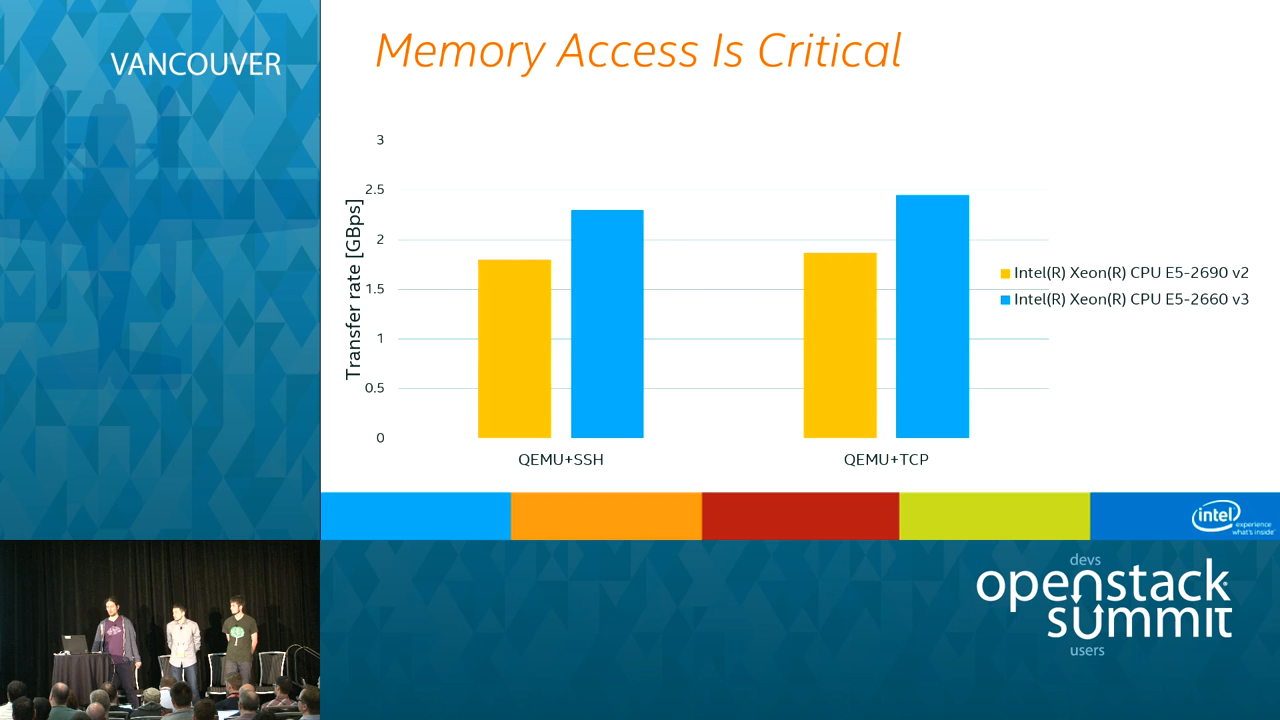 VANCOUVER
Memory Access Is Critical
Transfer rate [GBps]
3
2.5
2
1.5
1
0.5
0
QEMU+SSH
QEMU+TCP
Intel(R) Xeon(R) CPU E5-2690 v2
Intel(R) Xeon(R) CPU E5-2660 v3
intel
experience
what's inside™
devs
openstack®
summit
users